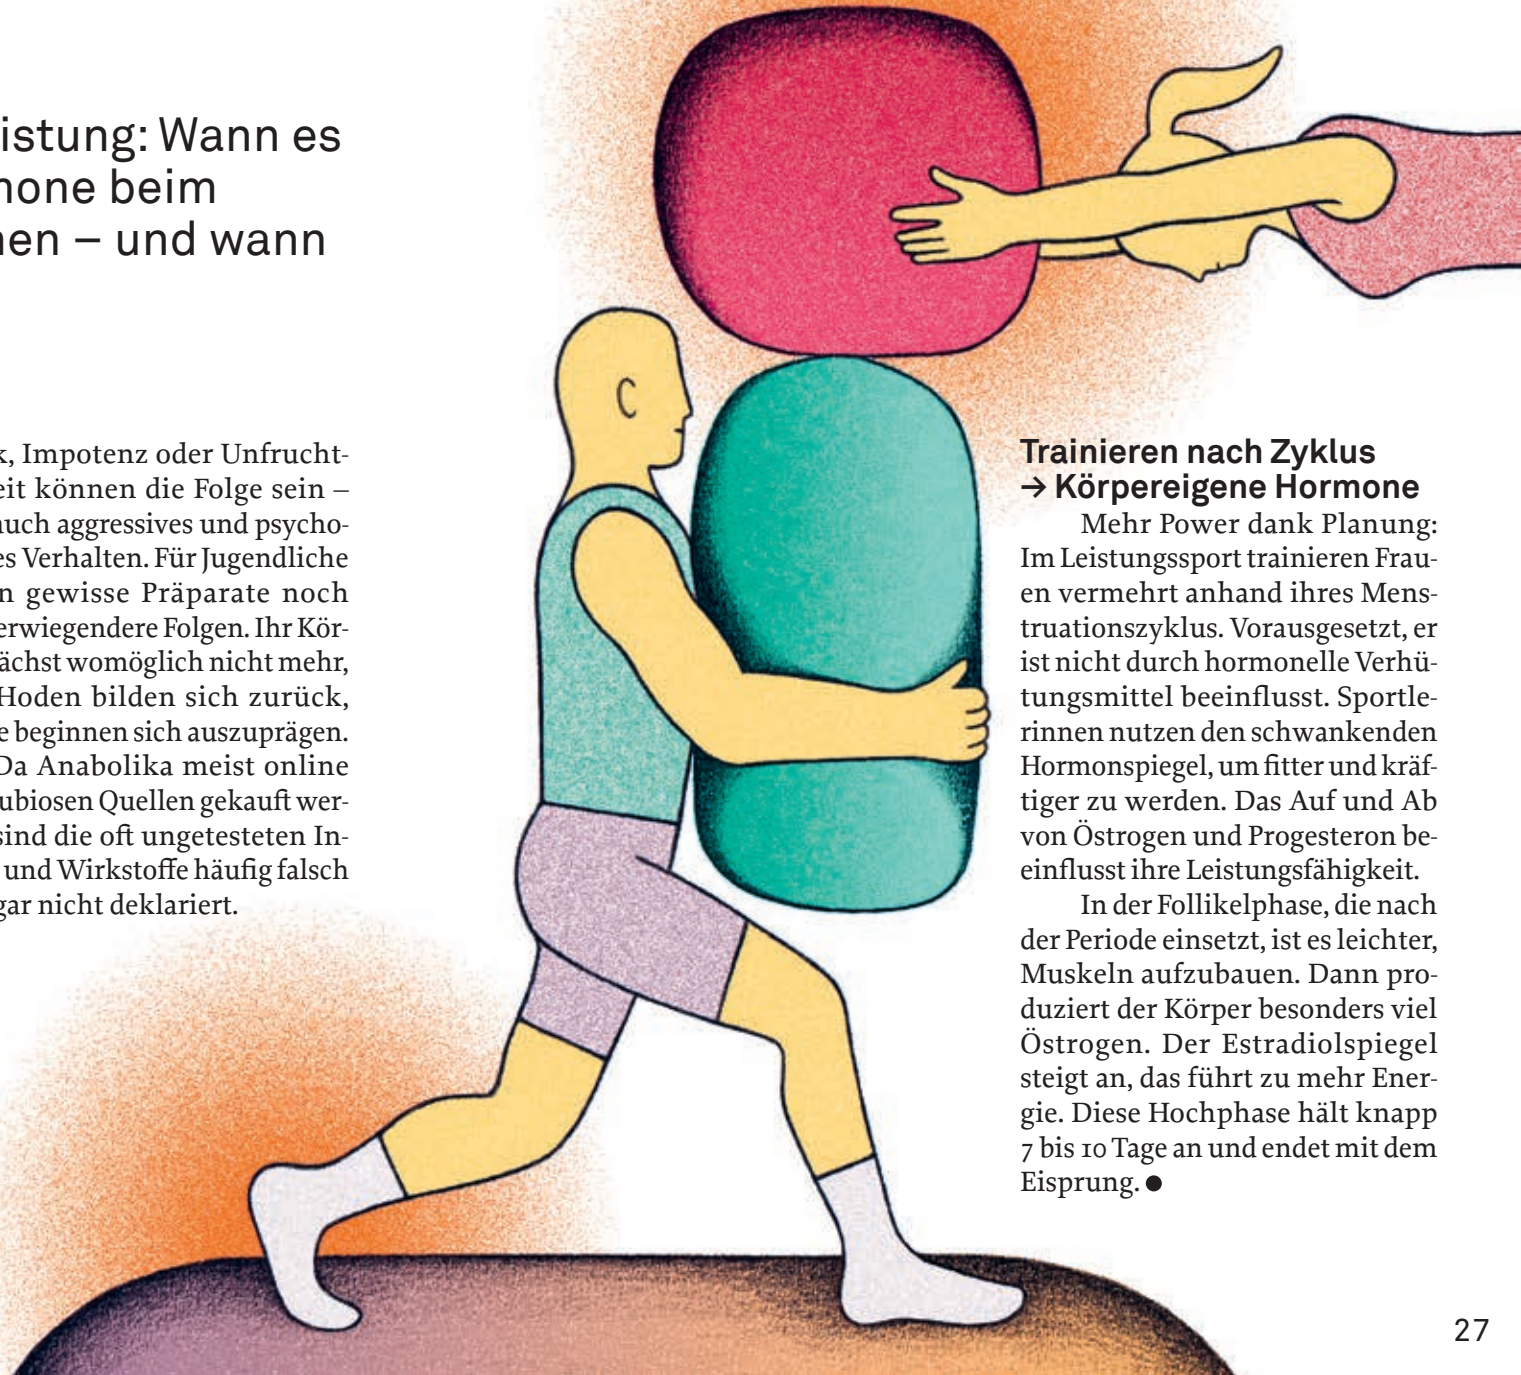 istung: Wann es
one beim
en – und wann
, Impotenz oder Unfrucht-
eit können die Folge sein –
auch aggressives und psycho-
es Verhalten. Für Jugendliche
n gewisse Präparate noch
erwiegendere Folgen. Ihr Kör-
ächst womöglich nicht mehr,
Hoden bilden sich zurück,
e beginnen sich auszuprägen.
Da Anabolika meist online
ubiosen Quellen gekauft wer-
sind die oft ungetesteten In-
und Wirkstoffe häufig falsch
gar nicht deklariert.
Trainieren nach Zyklus
→ Körpereigene Hormone
Mehr Power dank Planung:
Im Leistungssport trainieren Frau-
en vermehrt anhand ihres Mens-
truationszyklus. Vorausgesetzt, er
ist nicht durch hormonelle Verhü-
tungsmittel beeinflusst. Sportle-
rinnen nutzen den schwankenden
Hormonspiegel, um fitter und kräf-
tiger zu werden. Das Auf und Ab
von Östrogen und Progesteron be-
einflusst ihre Leistungsfähigkeit.
In der Follikelphase, die nach
der Periode einsetzt, ist es leichter,
Muskeln aufzubauen. Dann pro-
duziert der Körper besonders viel
Östrogen. Der Estradiolspiegel
steigt an, das führt zu mehr Ener-
gie. Diese Hochphase hält knapp
7 bis 10 Tage an und endet mit dem
Eisprung. ●
27